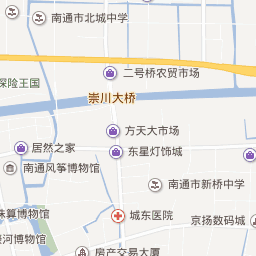 南通市北城中学
二号桥农贸市场
探险王国
崇川大桥
方天大市场
居然之家
东星灯饰城
南通风筝博物馆
南通市新桥中学
珠算博物馆
城东医院
京扬数码城
河博物馆
房产交易大厦